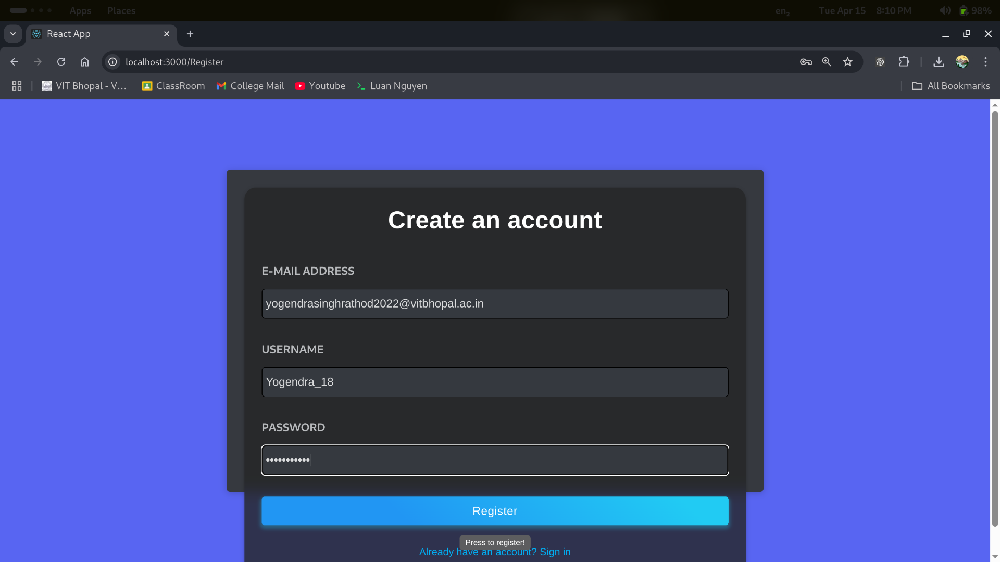 Apps Places en2 Tue Apr 15 8:10 PM 98%
React App
localhost:3000/Register
VIT Bhopal - V... ClassRoom College Mail Youtube Luan Nguyen All Bookmarks
Create an account
E-MAIL ADDRESS
yogendrasinghrathod2022@vitbhopal.ac.in
USERNAME
Yogendra_18
PASSWORD
•••••••••••
Register
Press to register!
Already have an account? Sign in